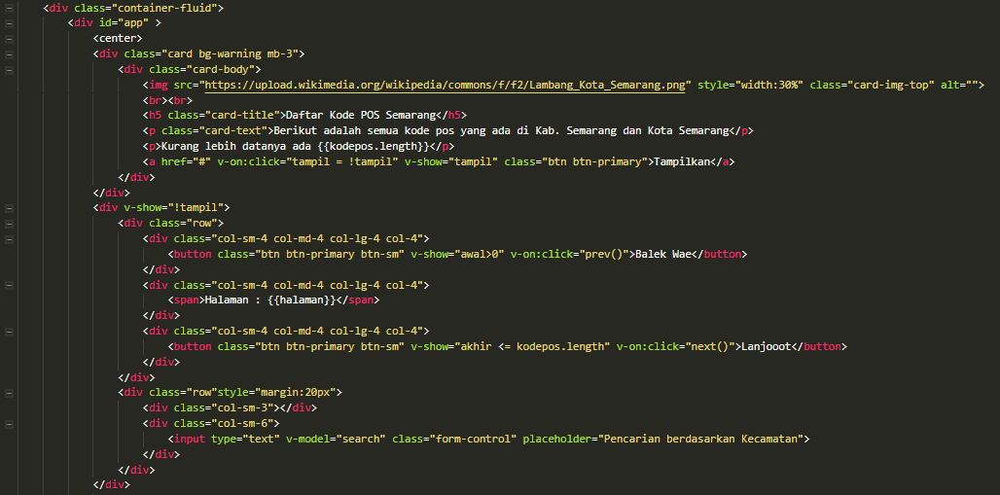 <div class="container-fluid">
<div id="app" >
<center>
<div class="card bg-warning mb-3">
<div class="card-body">
<img src="https://upload.wikimedia.org/wikipedia/commons/f/f2/Lambang_Kota_Semarang.png" style="width:30%" class="card-img-top" alt="">
<br><br>
<h5 class="card-title">Daftar Kode POS Semarang</h5>
<p class="card-text">Berikut adalah semua kode pos yang ada di Kab. Semarang dan Kota Semarang</p>
<p>Kurang lebih datanya ada {{kodepos.length}}</p>
<a href="#" v-on:click="tampil = !tampil" v-show="tampil" class="btn btn-primary">Tampilkan</a>
</div>
</div>
<div v-show="!tampil">
<div class="row">
<div class="col-sm-4 col-md-4 col-lg-4 col-4">
<button class="btn btn-primary btn-sm" v-show="awal>0" v-on:click="prev()">Balek Wae</button>
</div>
<div class="col-sm-4 col-md-4 col-lg-4 col-4">
<span>Halaman : {{halaman}}</span>
</div>
<div class="col-sm-4 col-md-4 col-lg-4 col-4">
<button class="btn btn-primary btn-sm" v-show="akhir <= kodepos.length" v-on:click="next()">Lanjooot</button>
</div>
</div>
<div class="row"style="margin:20px">
<div class="col-sm-3"></div>
<div class="col-sm-6">
<input type="text" v-model="search" class="form-control" placeholder="Pencarian berdasarkan Kecamatan">
</div>
</div>
</div>